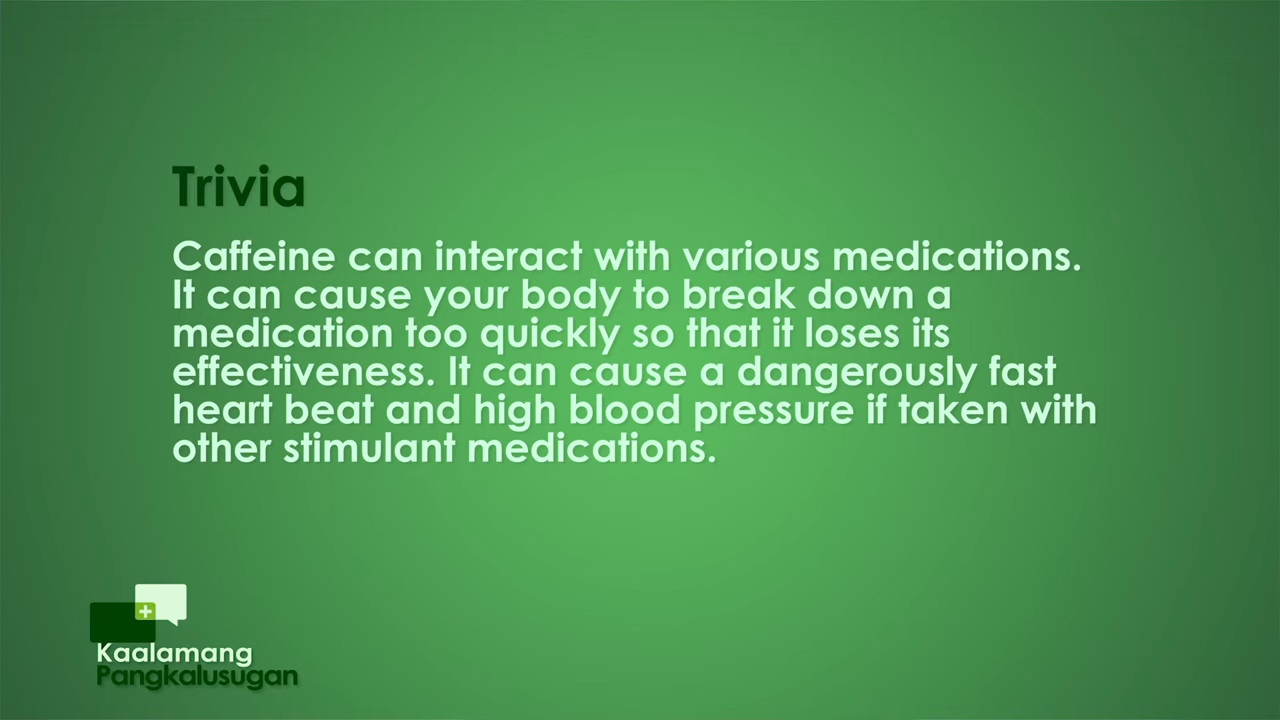 Trivia
Caffeine can interact with various medications.
It can cause your body to break down a
medication too quickly so that it loses its
effectiveness. It can cause a dangerously fast
heart beat and high blood pressure if taken with
other stimulant medications.
Kaalamang
Pangkalusugan